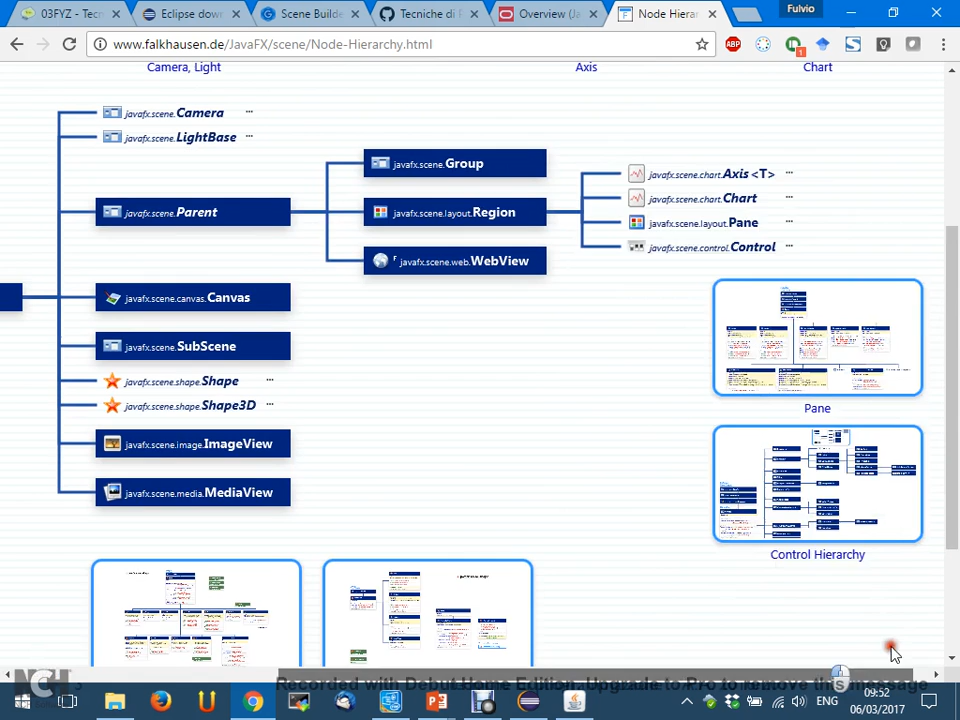 03FYZ - Tec
Eclipse dow
Scene Builde
Tecniche di
Overview (Ja
Node Hierar
Fulvio
www.falkhausen.de/JavaFX/scene/Node-Hierarchy.html
ABP
1
Camera, Light
Axis
Chart
javafx.scene.Camera ...
javafx.scene.LightBase ...
javafx.scene.Group
javafx.scene.chart.Axis <T> ...
javafx.scene.chart.Chart ...
javafx.scene.Parent
javafx.scene.layout.Region
javafx.scene.layout.Pane ...
javafx.scene.control.Control ...
javafx.scene.web.WebView
javafx.scene.canvas.Canvas
javafx.scene.SubScene
javafx.scene.shape.Shape ...
javafx.scene.shape.Shape3D ...
Pane
javafx.scene.image.ImageView
javafx.scene.media.MediaView
Control Hierarchy
NCH
Recorded with Debut Home Edition. Upgrade to Pro to remove this message
ENG
09:52
06/03/2017